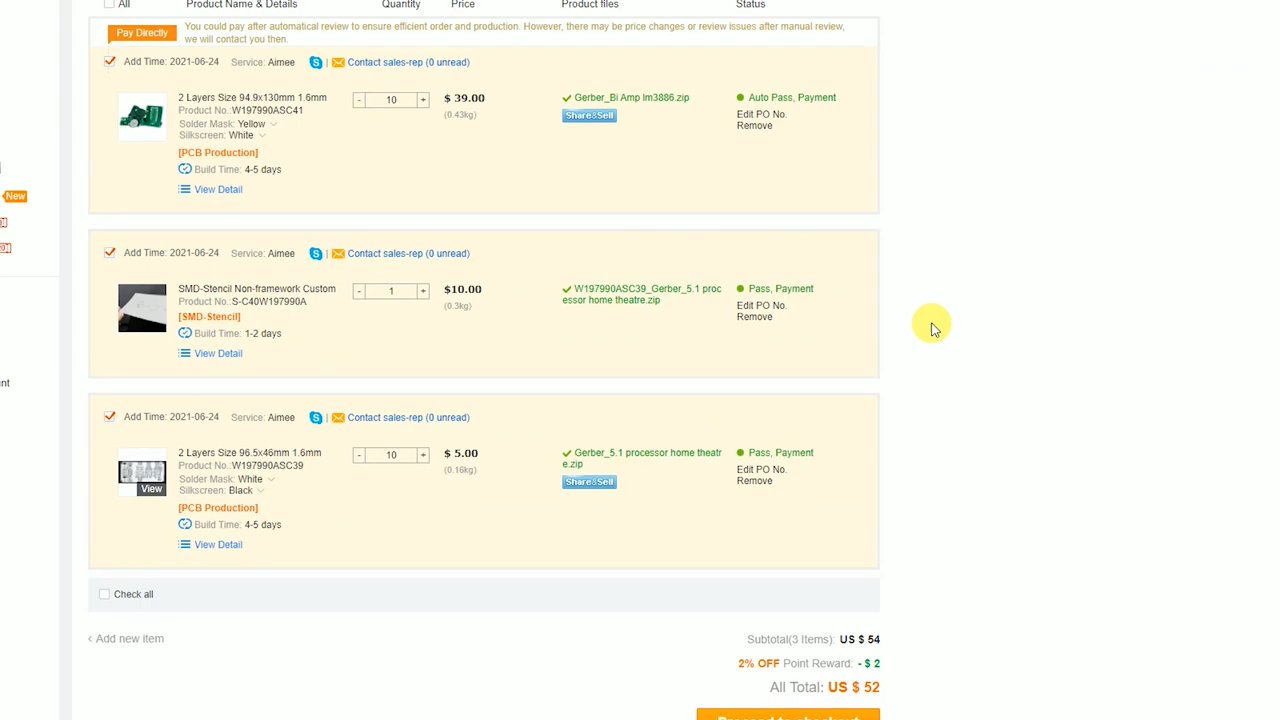 All Product Name & Details Quantity Price Product files Status
Pay Directly You could pay after automatical review to ensure efficient order and production. However, there may be price changes or review issues after manual review,
we will contact you then.
Add Time: 2021-06-24 Service: Aimee | Contact sales-rep (0 unread)
2 Layers Size 94.9x130mm 1.6mm - 10 + $ 39.00 Gerber_Bi Amp lm3886.zip Auto Pass, Payment
Product No.:W197990ASC41 (0.43kg) Share&Sell Edit PO No.
Solder Mask: Yellow Remove
Silkscreen: White
[PCB Production]
Build Time: 4-5 days
View Detail
New
Add Time: 2021-06-24 Service: Aimee | Contact sales-rep (0 unread)
SMD-Stencil Non-framework Custom - 1 + $10.00 W197990ASC39_Gerber_5.1 proc Pass, Payment
Product No.:S-C40W197990A (0.3kg) essor home theatre.zip Edit PO No.
[SMD-Stencil] Remove
Build Time: 1-2 days
View Detail
nt
Add Time: 2021-06-24 Service: Aimee | Contact sales-rep (0 unread)
2 Layers Size 96.5x46mm 1.6mm - 10 + $ 5.00 Gerber_5.1 processor home theatr Pass, Payment
Product No.:W197990ASC39 (0.16kg) e.zip Edit PO No.
Solder Mask: White Share&Sell Remove
Silkscreen: Black
View
[PCB Production]
Build Time: 4-5 days
View Detail
Check all
‹ Add new item Subtotal(3 Items): US $ 54
2% OFF Point Reward: - $ 2
All Total: US $ 52
Proceed to checkout